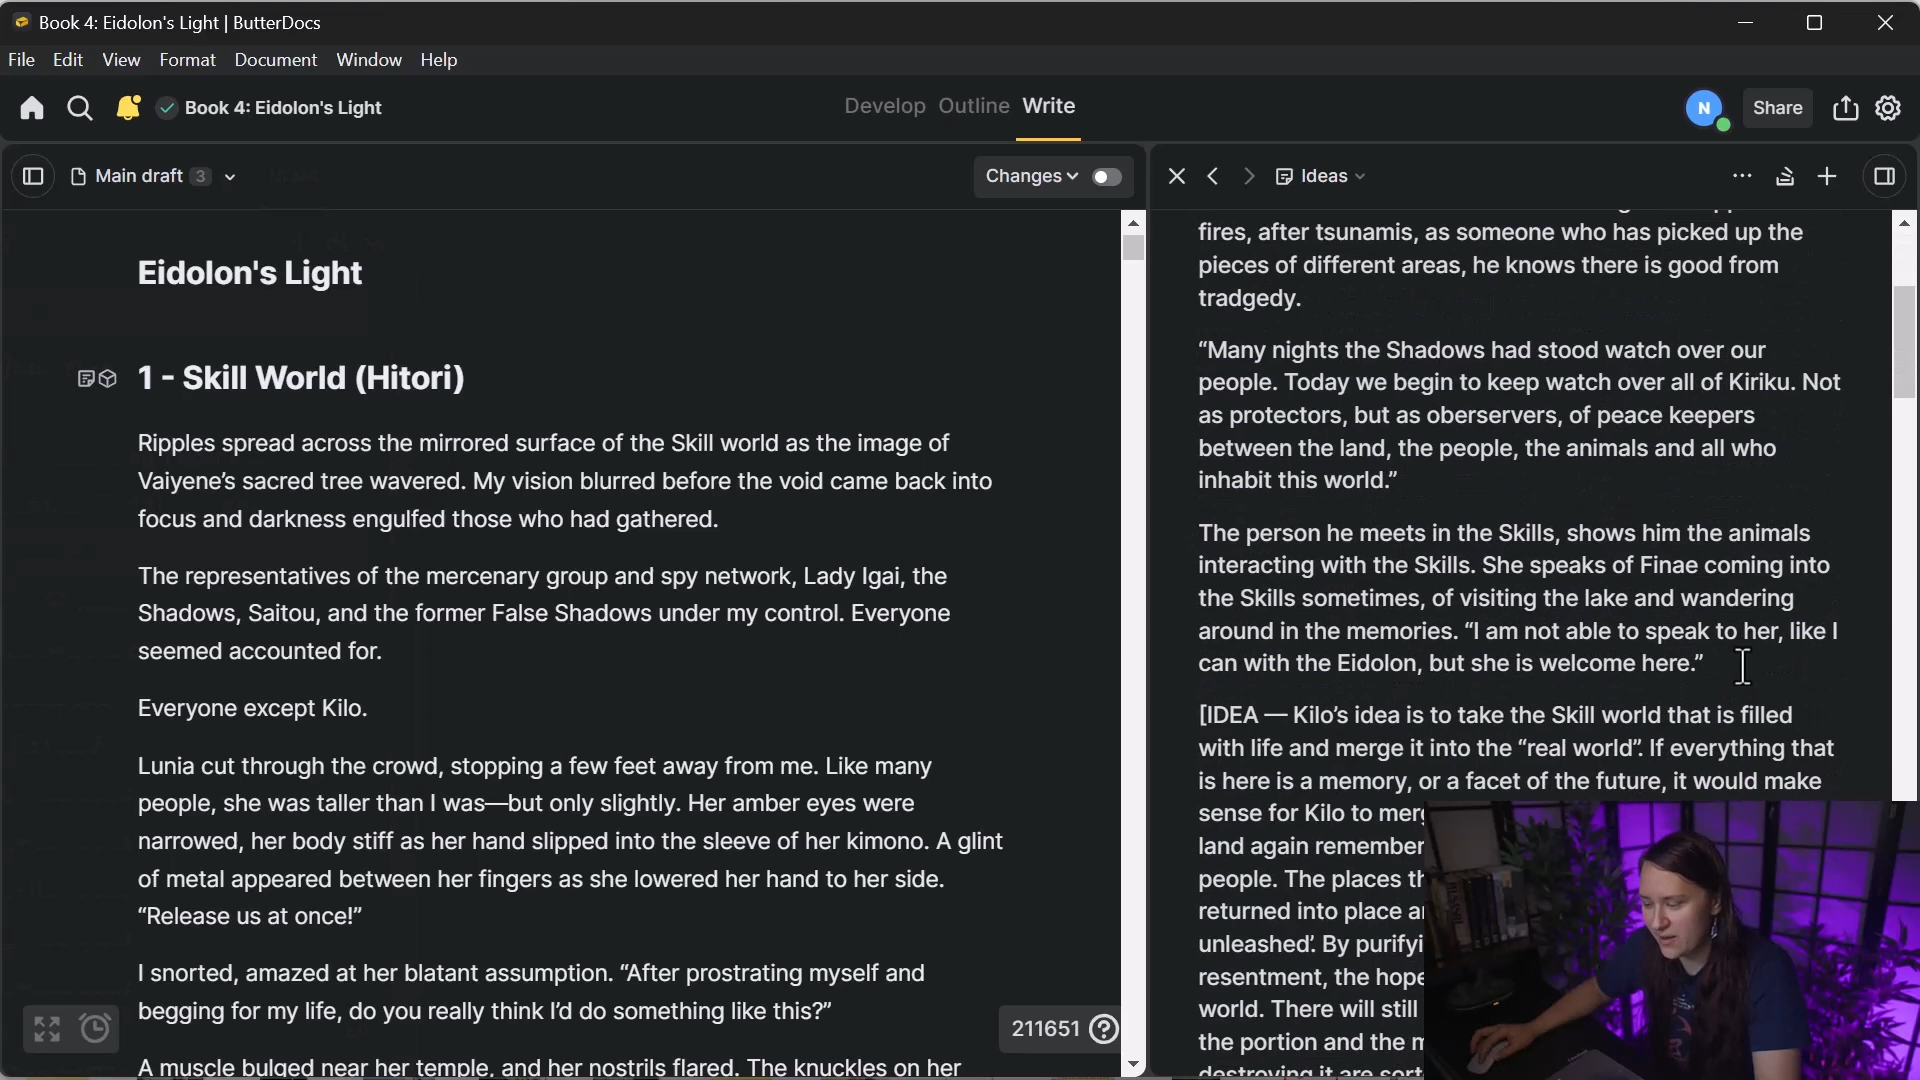 Book 4: Eidolon's Light | ButterDocs
File Edit View Format Document Window Help
Book 4: Eidolon's Light
Develop Outline Write
N
Share
Main draft 3
Changes
Ideas
Eidolon's Light
1 - Skill World (Hitori)
Ripples spread across the mirrored surface of the Skill world as the image of
Vaiyene’s sacred tree wavered. My vision blurred before the void came back into
focus and darkness engulfed those who had gathered.
The representatives of the mercenary group and spy network, Lady Igai, the
Shadows, Saitou, and the former False Shadows under my control. Everyone
seemed accounted for.
Everyone except Kilo.
Lunia cut through the crowd, stopping a few feet away from me. Like many
people, she was taller than I was—but only slightly. Her amber eyes were
narrowed, her body stiff as her hand slipped into the sleeve of her kimono. A glint
of metal appeared between her fingers as she lowered her hand to her side.
“Release us at once!”
I snorted, amazed at her blatant assumption. “After prostrating myself and
begging for my life, do you really think I’d do something like this?”
A muscle bulged near her temple, and her nostrils flared. The knuckles on her
211651
fires, after tsunamis, as someone who has picked up the
pieces of different areas, he knows there is good from
tradgedy.
“Many nights the Shadows had stood watch over our
people. Today we begin to keep watch over all of Kiriku. Not
as protectors, but as oberservers, of peace keepers
between the land, the people, the animals and all who
inhabit this world.”
The person he meets in the Skills, shows him the animals
interacting with the Skills. She speaks of Finae coming into
the Skills sometimes, of visiting the lake and wandering
around in the memories. “I am not able to speak to her, like I
can with the Eidolon, but she is welcome here.”
[IDEA — Kilo’s idea is to take the Skill world that is filled
with life and merge it into the “real world”. If everything that
is here is a memory, or a facet of the future, it would make
sense for Kilo to merg
land again remember
people. The places th
returned into place a
unleashed’. By purifyi
resentment, the hope
world. There will still
the portion and the m
destroying it are sort